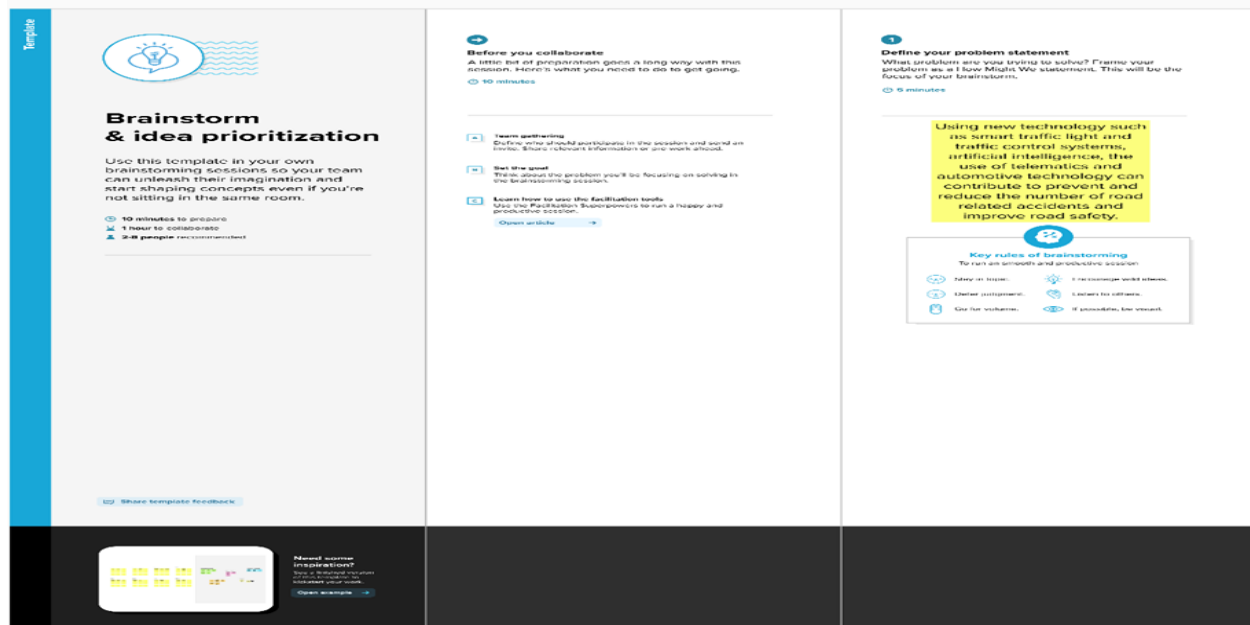 Template
Brainstorm
& idea prioritization
Use this template in your own
brainstorming sessions so your team
can unleash their imagination and
start shaping concepts even if you're
not sitting in the same room.
10 minutes to prepare
1 hour to collaborate
2-8 people recommended
Share template feedback
Need some
inspiration?
See a finished version
of this template to
kickstart your work.
Open example
Before you collaborate
A little bit of preparation goes a long way with this
session. Here's what you need to do to get going.
10 minutes
A
Team gathering
Define who should participate in the session and send an
invite. Share relevant information or pre-work ahead.
B
Set the goal
Think about the problem you'll be focusing on solving in
the brainstorming session.
C
Learn how to use the facilitation tools
Use the Facilitation Superpowers to run a happy and
productive session.
Open article
1
Define your problem statement
What problem are you trying to solve? Frame your
problem as a How Might We statement. This will be the
focus of your brainstorm.
5 minutes
Using new technology such
as smart traffic light and
traffic control systems,
artificial intelligence, the
use of telematics and
automotive technology can
contribute to prevent and
reduce the number of road
related accidents and
improve road safety.
Key rules of brainstorming
To run an smooth and productive session
Stay in topic.
Encourage wild ideas.
Defer judgment.
Listen to others.
Go for volume.
If possible, be visual.